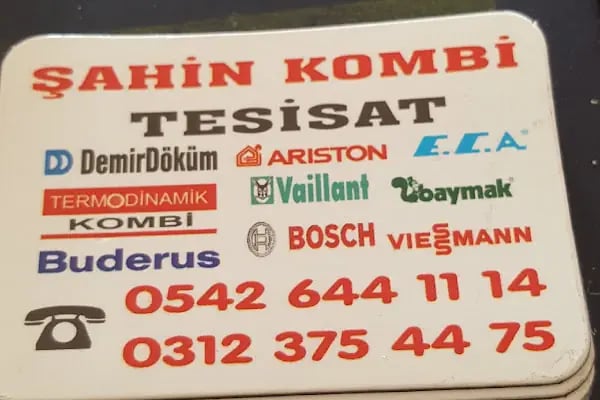 ŞAHİN KOMBİ
TESİSAT
DemirDöküm ARISTON E.C.A
TERMODİNAMİK Vaillant baymak
KOMBİ
Buderus BOSCH VIESSMANN
0542 644 11 14
0312 375 44 75